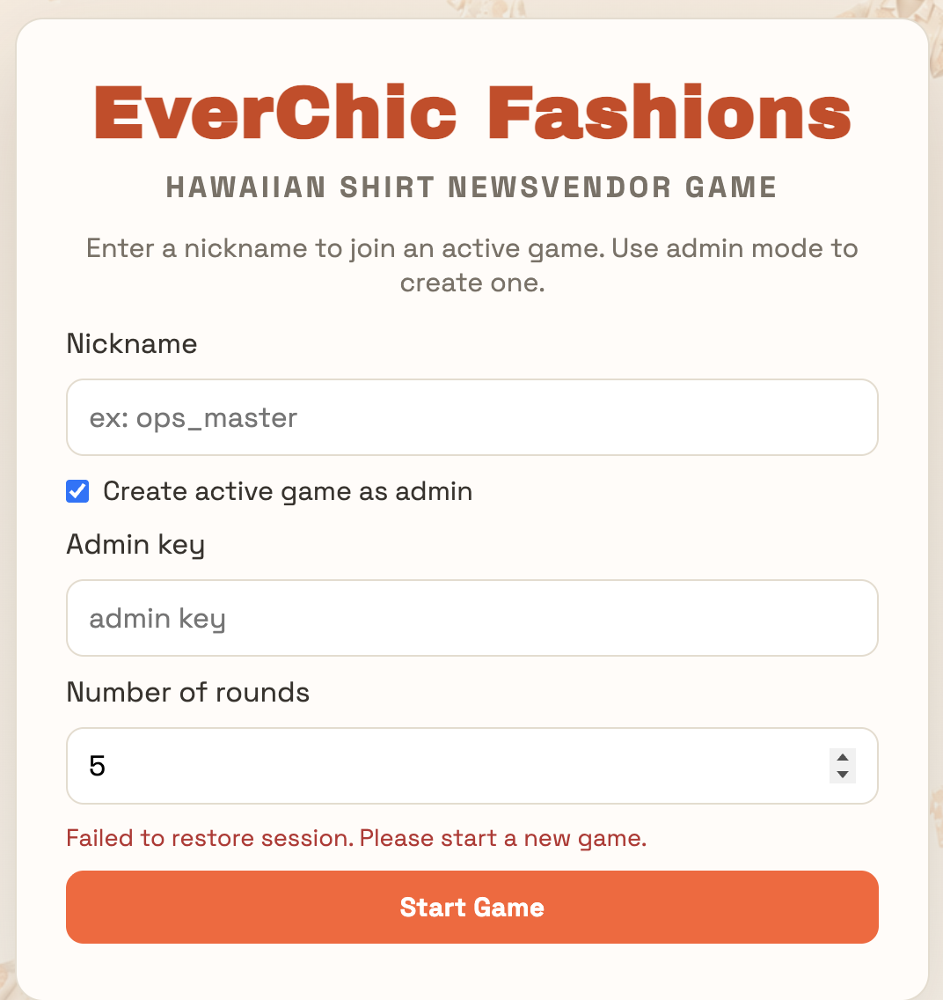 EverChic Fashions
HAWAIIAN SHIRT NEWSVENDOR GAME
Enter a nickname to join an active game. Use admin mode to
create one.
Nickname
ex: ops_master
Create active game as admin
Admin key
admin key
Number of rounds
5
Failed to restore session. Please start a new game.
Start Game